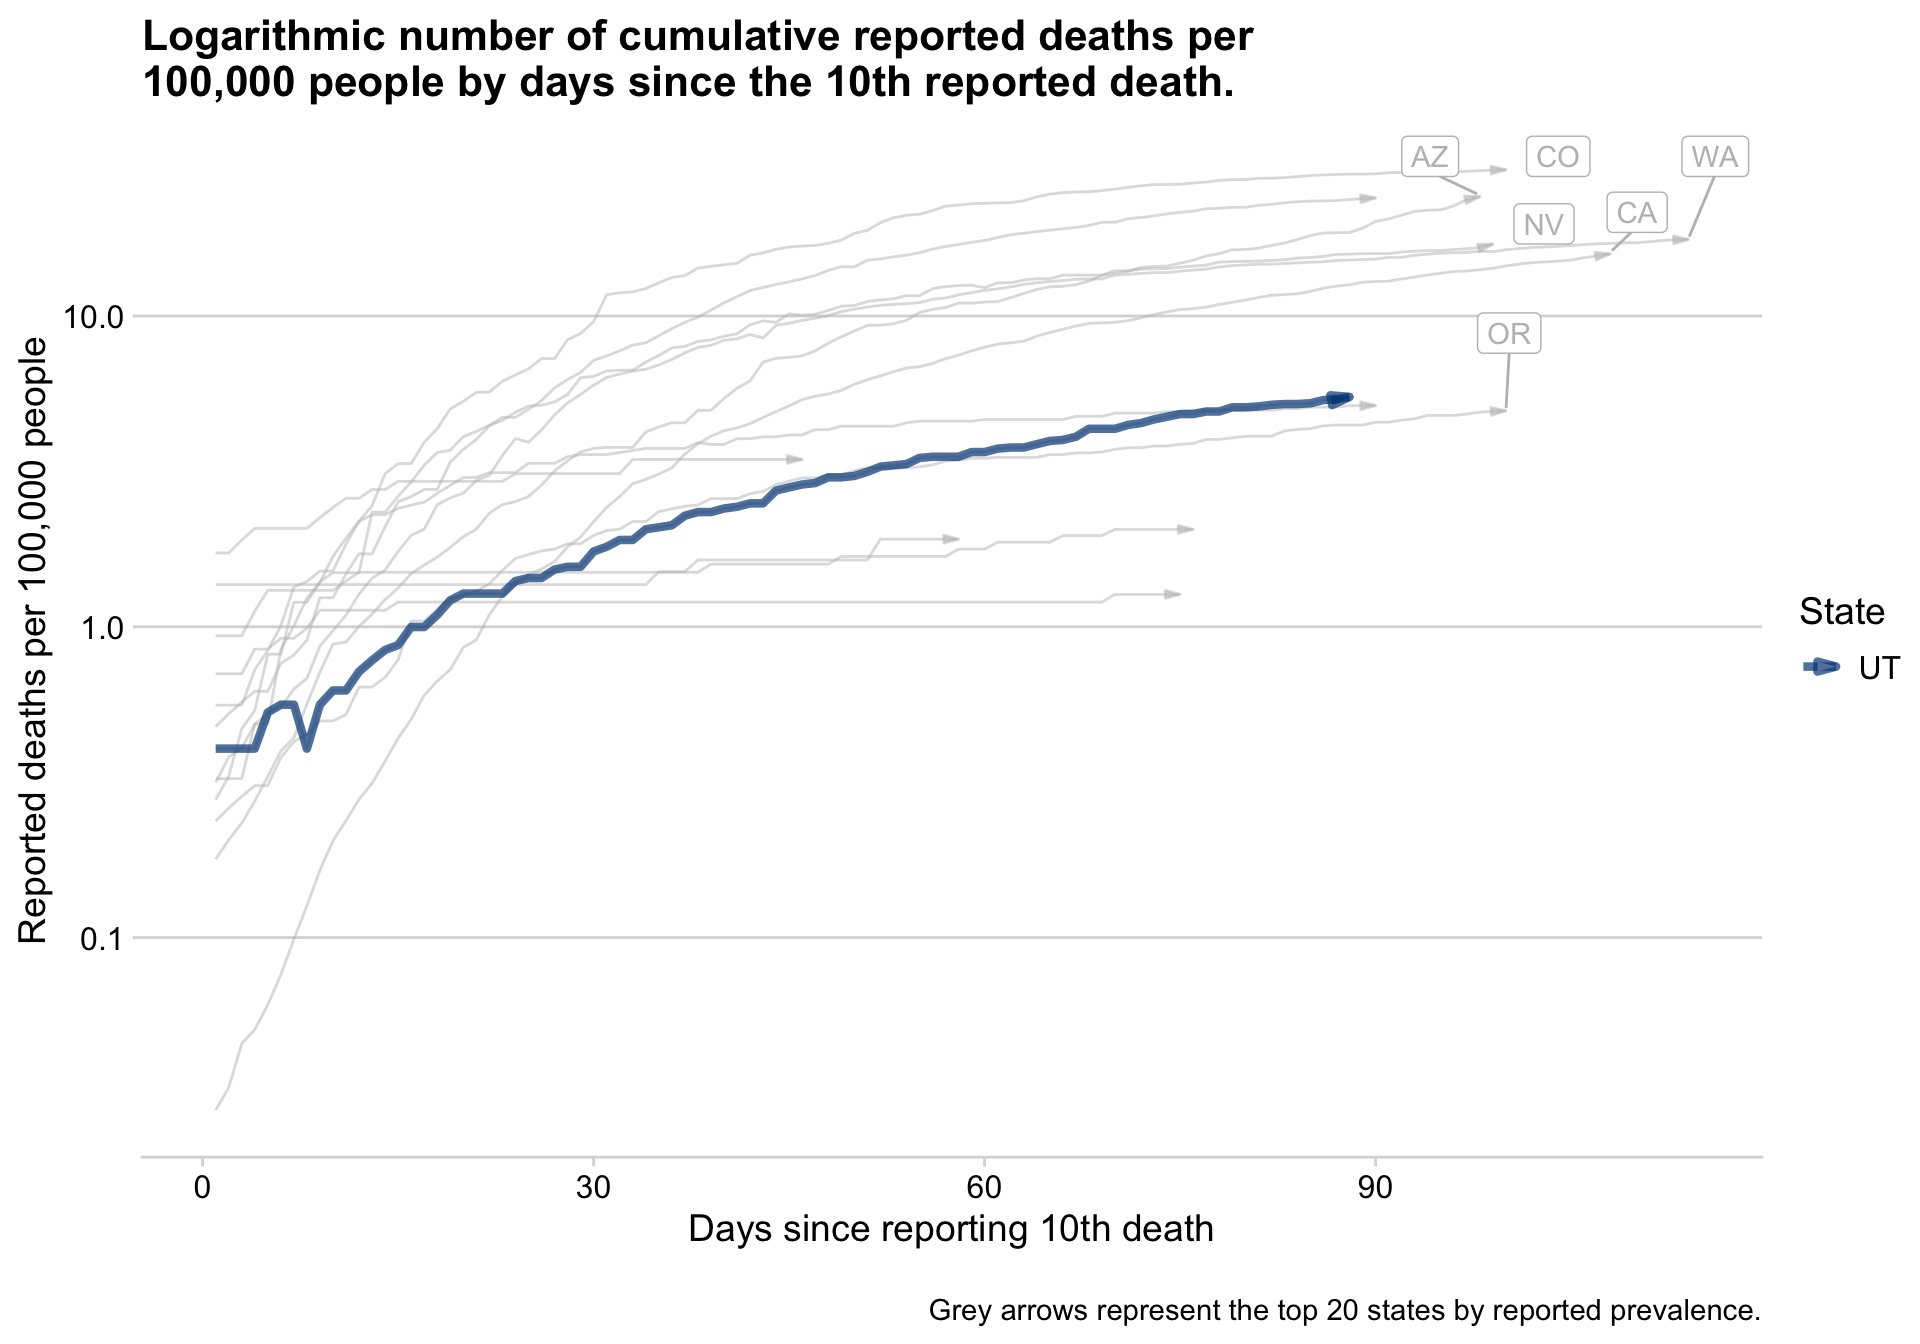 Logarithmic number of cumulative reported deaths per
100,000 people by days since the 10th reported death.
AZ
CO
WA
CA
NV
OR
10.0
1.0
0.1
Reported deaths per 100,000 people
State
UT
0
30
60
90
Days since reporting 10th death
Grey arrows represent the top 20 states by reported prevalence.